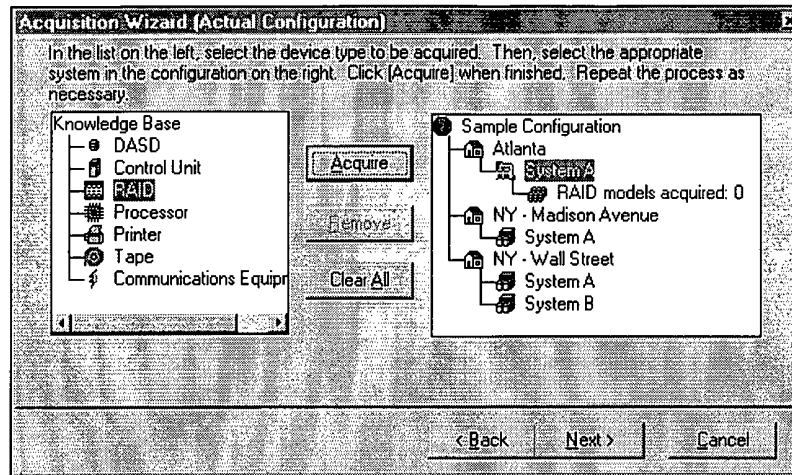 Acquisition Wizard (Actual Configuration)
In the list on the left, select the device type to be acquired. Then, select the appropriate
system in the configuration on the right. Click [Acquire] when finished. Repeat the process as
necessary.
Knowledge Base
DASD
Control Unit
RAID
Processor
Printer
Tape
Communications Equipr
Acquire
Remove
Clear All
Sample Configuration
Atlanta
System A
RAID models acquired: 0
NY - Madison Avenue
System A
NY - Wall Street
System A
System B
< Back
Next >
Cancel